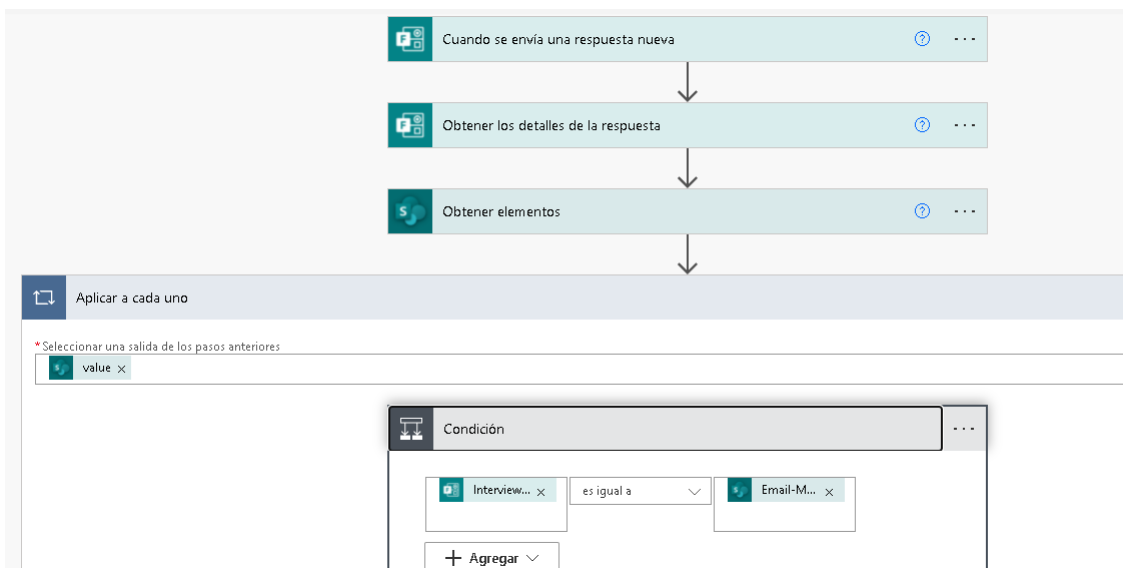 Cuando se envía una respuesta nueva
Obtener los detalles de la respuesta
Obtener elementos
Aplicar a cada uno
* Seleccionar una salida de los pasos anteriores
value
Condición
Interview... es igual a Email-M...
Agregar